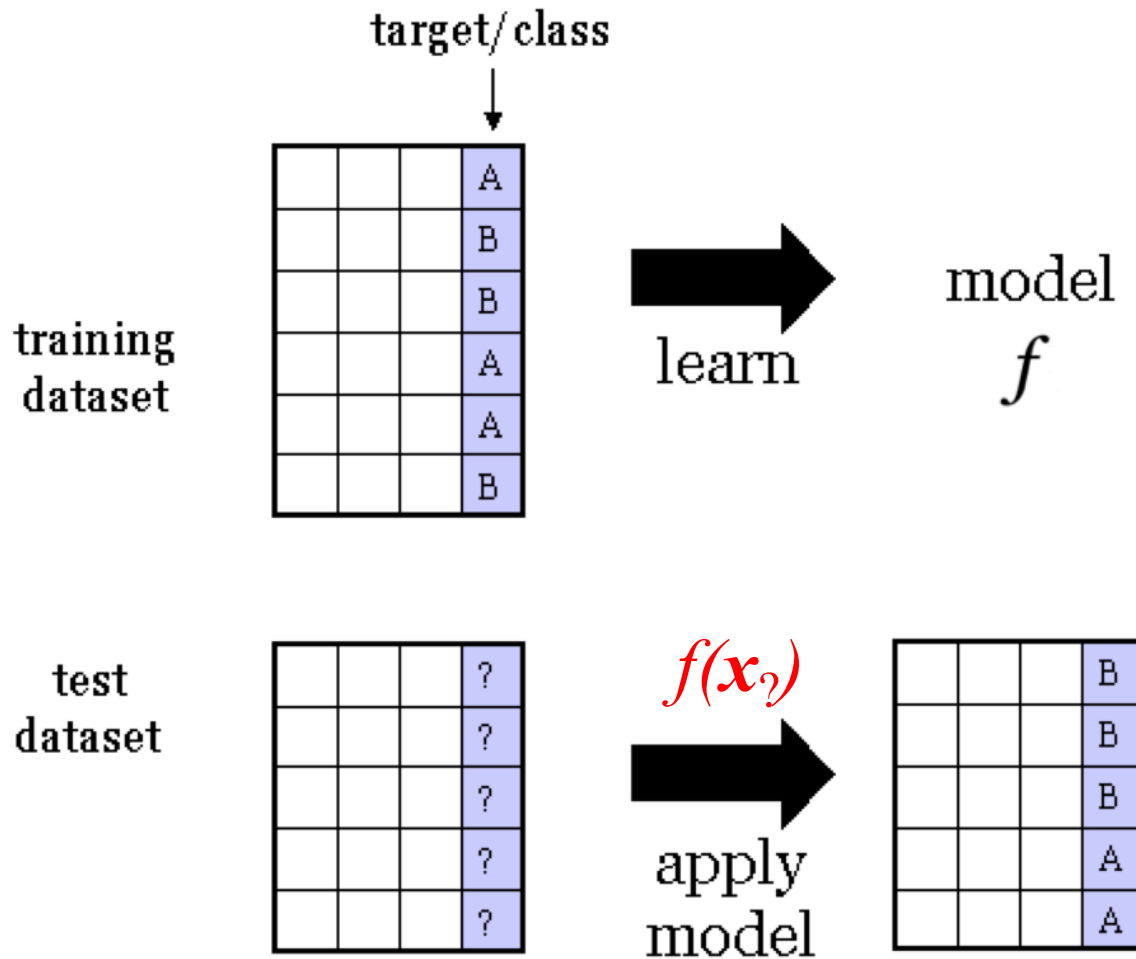 target/class
A
B
B
A
A
B
training
dataset
learn
model
f
test
dataset
?
?
?
?
?
f(x?)
apply
model
B
B
B
A
A